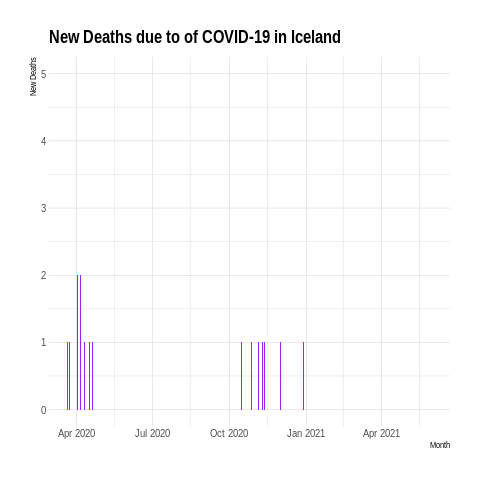 New Deaths due to of COVID-19 in Iceland
New Deaths
5
4
3
2
1
0
Apr 2020 Jul 2020 Oct 2020 Jan 2021 Apr 2021
Month